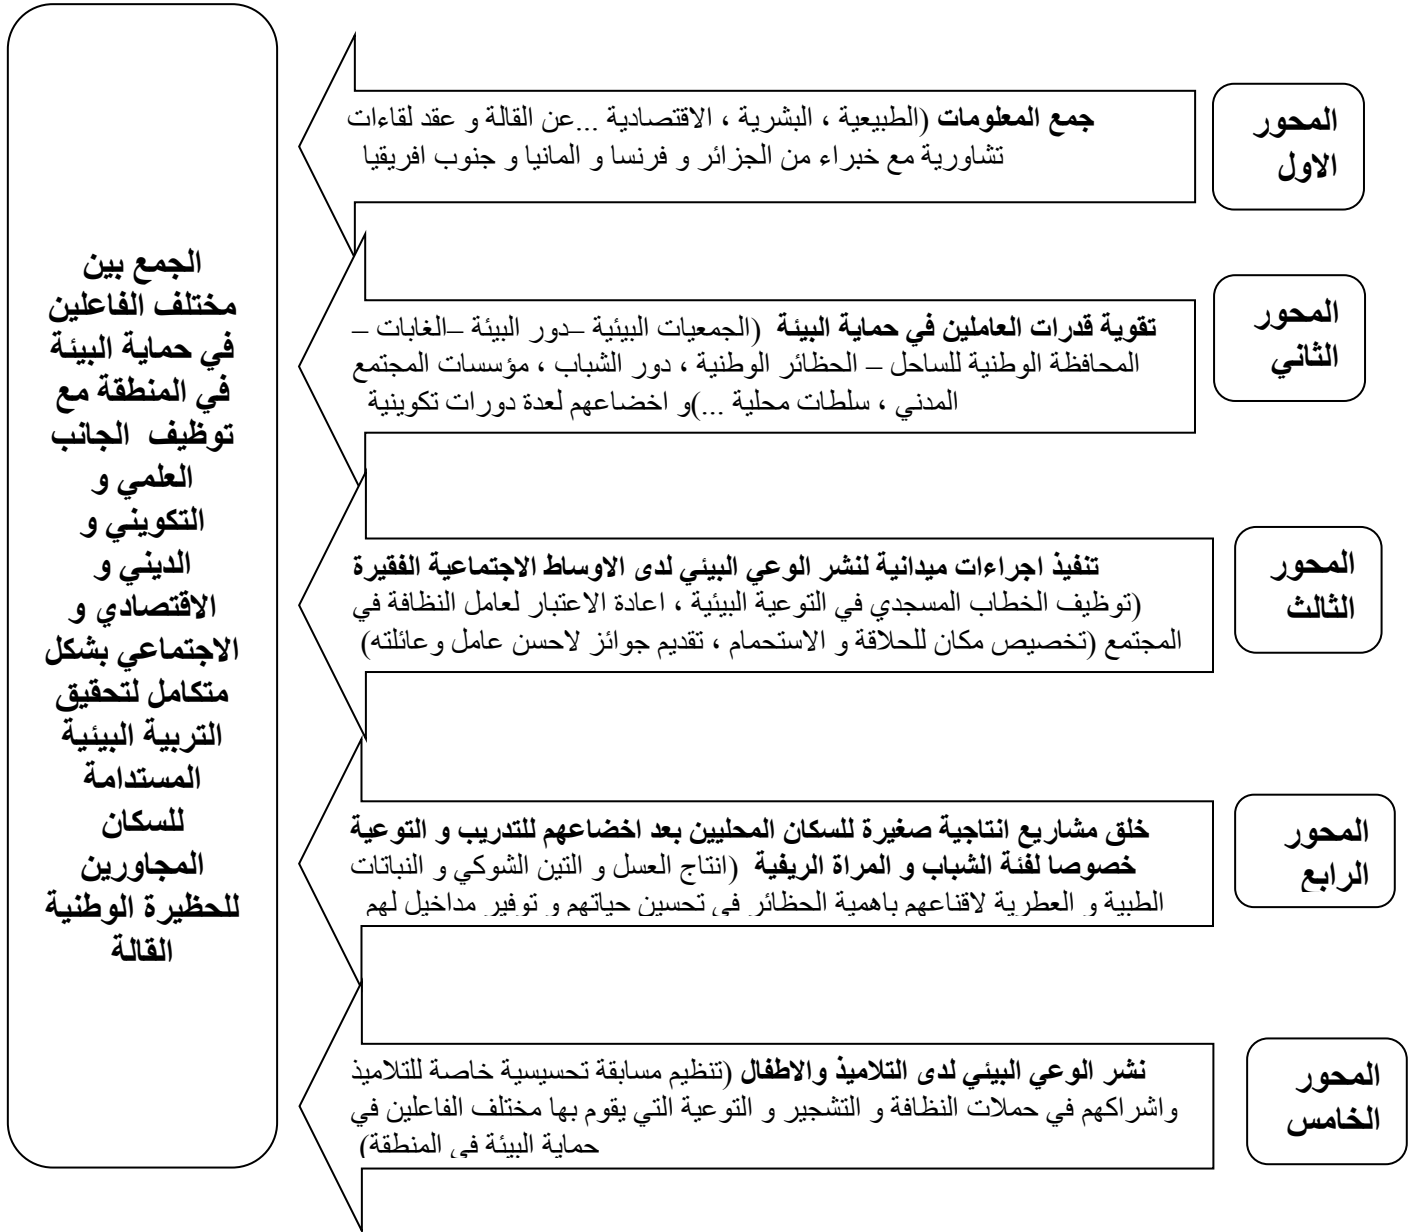 المحور
الاول
جمع المعلومات (الطبيعية ، البشرية ، الاقتصادية ...عن القالة و عقد لقاءات
تشاورية مع خبراء من الجزائر و فرنسا و المانيا و جنوب افريقيا
المحور
الثاني
تقوية قدرات العاملين في حماية البيئة (الجمعيات البيئية –دور البيئة –الغابات –
المحافظة الوطنية للساحل – الحظائر الوطنية ، دور الشباب ، مؤسسات المجتمع
المدني ، سلطات محلية ...)و اخضاعهم لعدة دورات تكوينية
المحور
الثالث
تنفيذ اجراءات ميدانية لنشر الوعي البيئي لدى الاوساط الاجتماعية الفقيرة
(توظيف الخطاب المسجدي في التوعية البيئية ، اعادة الاعتبار لعامل النظافة في
المجتمع (تخصيص مكان للحلاقة و الاستحمام ، تقديم جوائز لاحسن عامل وعائلته)
المحور
الرابع
خلق مشاريع انتاجية صغيرة للسكان المحليين بعد اخضاعهم للتدريب و التوعية
خصوصا لفئة الشباب و المراة الريفية (انتاج العسل و التين الشوكي و النباتات
الطبية و العطرية لاقناعهم باهمية الحظائر في تحسين حياتهم و توفير مداخيل لهم
المحور
الخامس
نشر الوعي البيئي لدى التلاميذ والاطفال (تنظيم مسابقة تحسيسية خاصة للتلاميذ
واشراكهم في حملات النظافة و التشجير و التوعية التي يقوم بها مختلف الفاعلين في
حماية البيئة في المنطقة)
الجمع بين
مختلف الفاعلين
في حماية البيئة
في المنطقة مع
توظيف الجانب
العلمي و
التكويني و
الديني و
الاقتصادي و
الاجتماعي بشكل
متكامل لتحقيق
التربية البيئية
المستدامة
للسكان
المجاورين
للحظيرة الوطنية
القالة